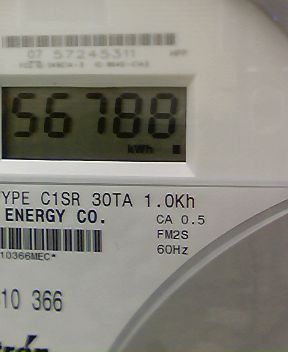 07 57245311
56788
kWh
TYPE C1SR 30TA 1.0Kh
ENERGY CO.
CA 0.5
FM2S
60Hz
10366MEC*
10 366